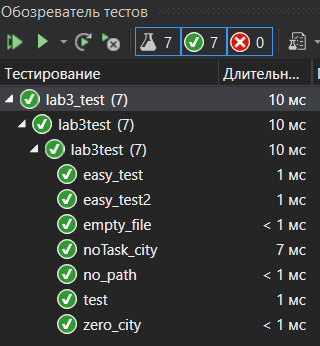 Обозреватель тестов
7 7 0
Тестирование Длительн...
lab3_test (7) 10 мс
lab3test (7) 10 мс
lab3test (7) 10 мс
easy_test 1 мс
easy_test2 1 мс
empty_file < 1 мс
noTask_city 7 мс
no_path < 1 мс
test 1 мс
zero_city < 1 мс